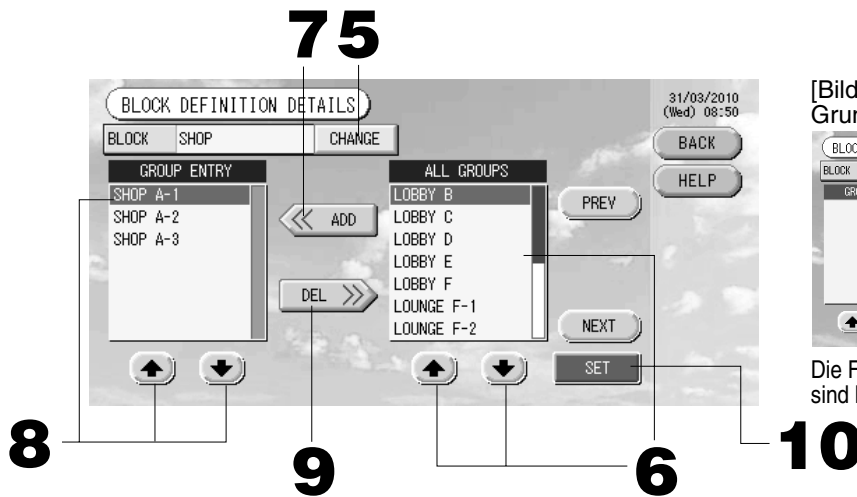 7 5
BLOCK DEFINITION DETAILS
31/03/2010
(Wed) 08:50
BLOCK SHOP CHANGE
BACK
HELP
GROUP ENTRY
SHOP A-1
SHOP A-2
SHOP A-3
ADD
DEL
ALL GROUPS
LOBBY B
LOBBY C
LOBBY D
LOBBY E
LOBBY F
LOUNGE F-1
LOUNGE F-2
PREV
NEXT
SET
8
9
6
10
[Bild
Grun
BLOC
BLOCK
GR
Die F
sind